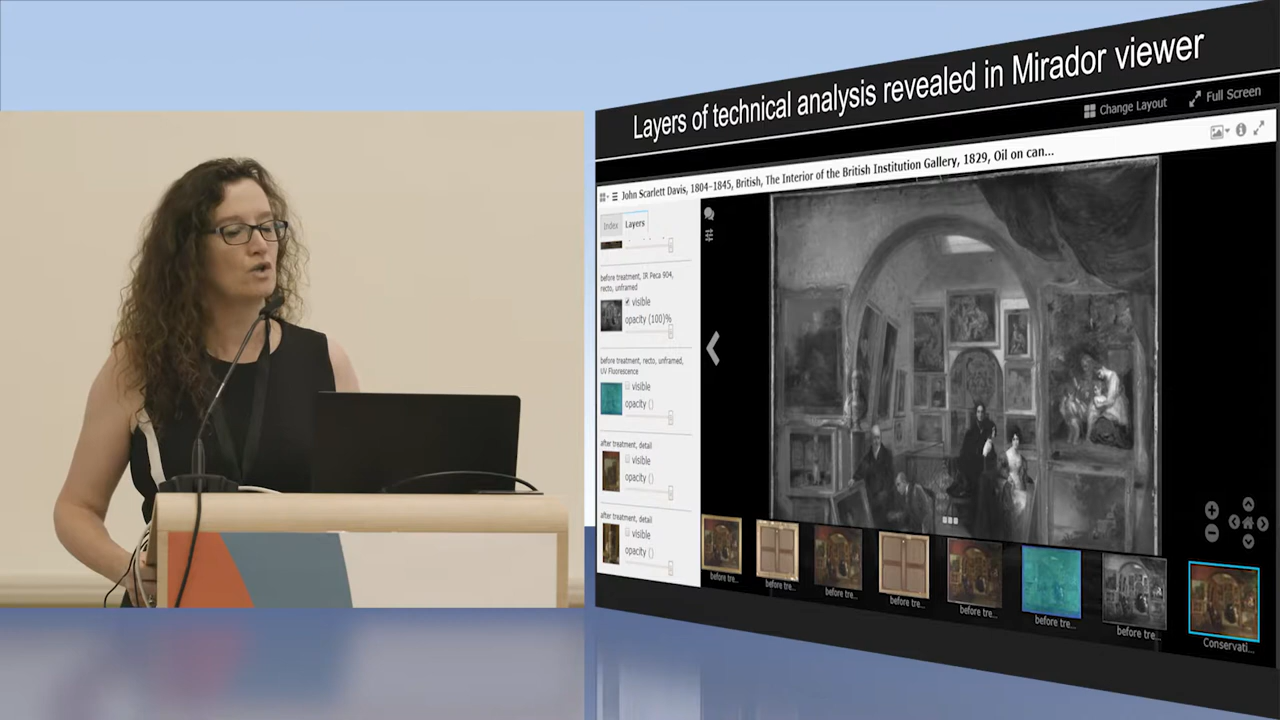 Layers of technical analysis revealed in Mirador viewer
Change Layout
Full Screen
John Scarlett Davis, 1804–1845, British, The Interior of the British Institution Gallery, 1829, Oil on can...
Index
Layers
before treatment, IR Peca 904,
recto, unframed
visible
opacity (100)%
before treatment, recto, unframed,
UV Fluorescence
visible
opacity ()
after treatment, detail
visible
opacity ()
after treatment, detail
visible
opacity ()
before tre...
before tre...
before tre...
before tre...
before tre...
before tre...
before tre...
Conservati...